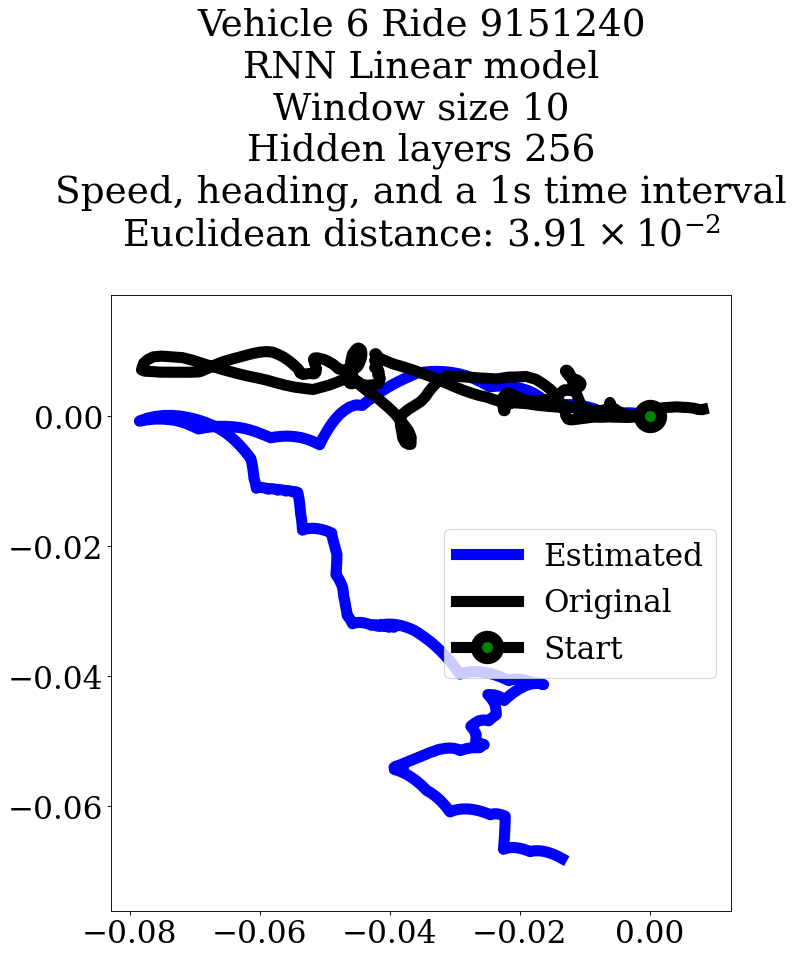 Vehicle 6 Ride 9151240
RNN Linear model
Window size 10
Hidden layers 256
Speed, heading, and a 1s time interval
Euclidean distance: 3.91 × 10⁻²
0.00
−0.02
−0.04
−0.06
Estimated
Original
Start
−0.08 −0.06 −0.04 −0.02 0.00